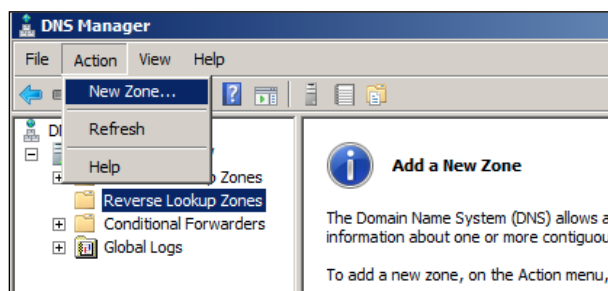 DNS Manager
File Action View Help
New Zone...
Refresh
Help
Zones
Reverse Lookup Zones
Conditional Forwarders
Global Logs
Add a New Zone
The Domain Name System (DNS) allows
information about one or more
To add a new zone, on the Action menu,